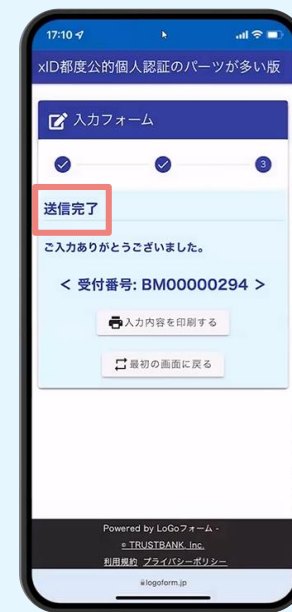 17:10
xID都度公的個人認証のパーツが多い版
入力フォーム
3
送信完了
ご入力ありがとうございました。
< 受付番号: BM00000294 >
入力内容を印刷する
最初の画面に戻る
Powered by LoGoフォーム -
© TRUSTBANK, Inc.
利用規約 プライバシーポリシー
logoform.jp